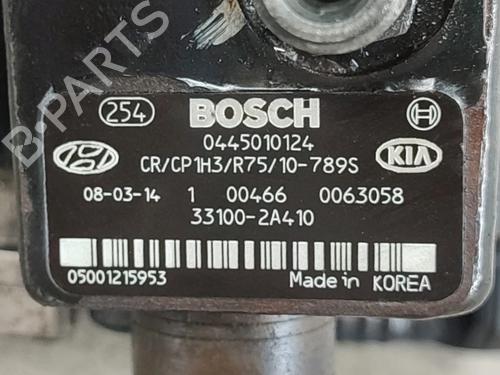 B-PARTS
254 BOSCH
0445010124
CR/CP1H3/R75/10-789S
KIA
08-03-14 1 00466 0063058
33100-2A410
05001215953 Made in KOREA